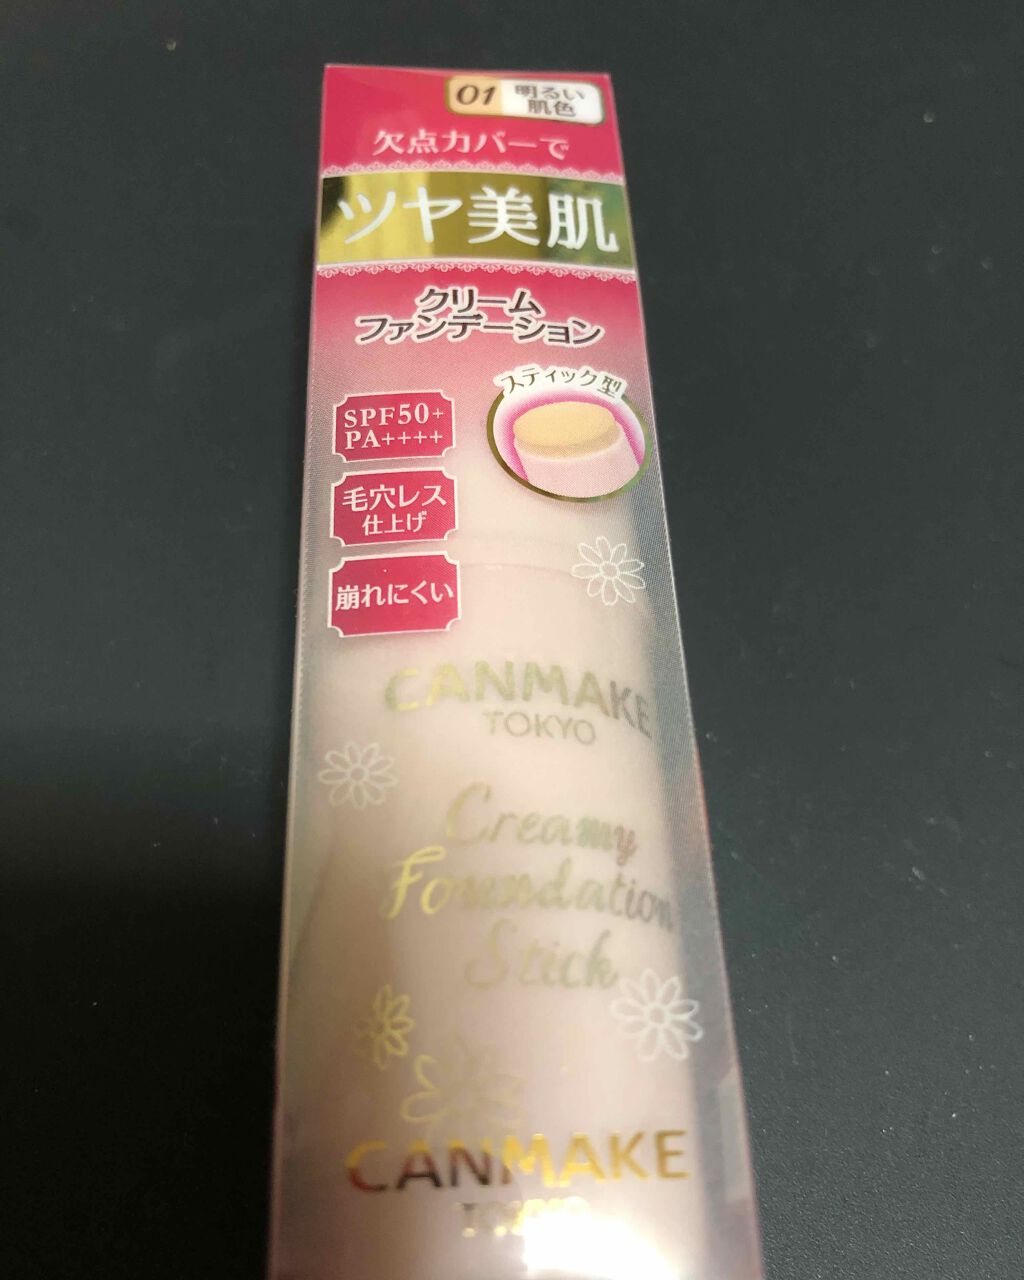 01 明るい
肌色
欠点カバーで
ツヤ美肌
クリーム
ファンデーション
スティック型
SPF50+
PA++++
毛穴レス
仕上げ
崩れにくい
CANMAKE
TOKYO
Creamy
Foundation
Stick
CANMAKE
TOKYO